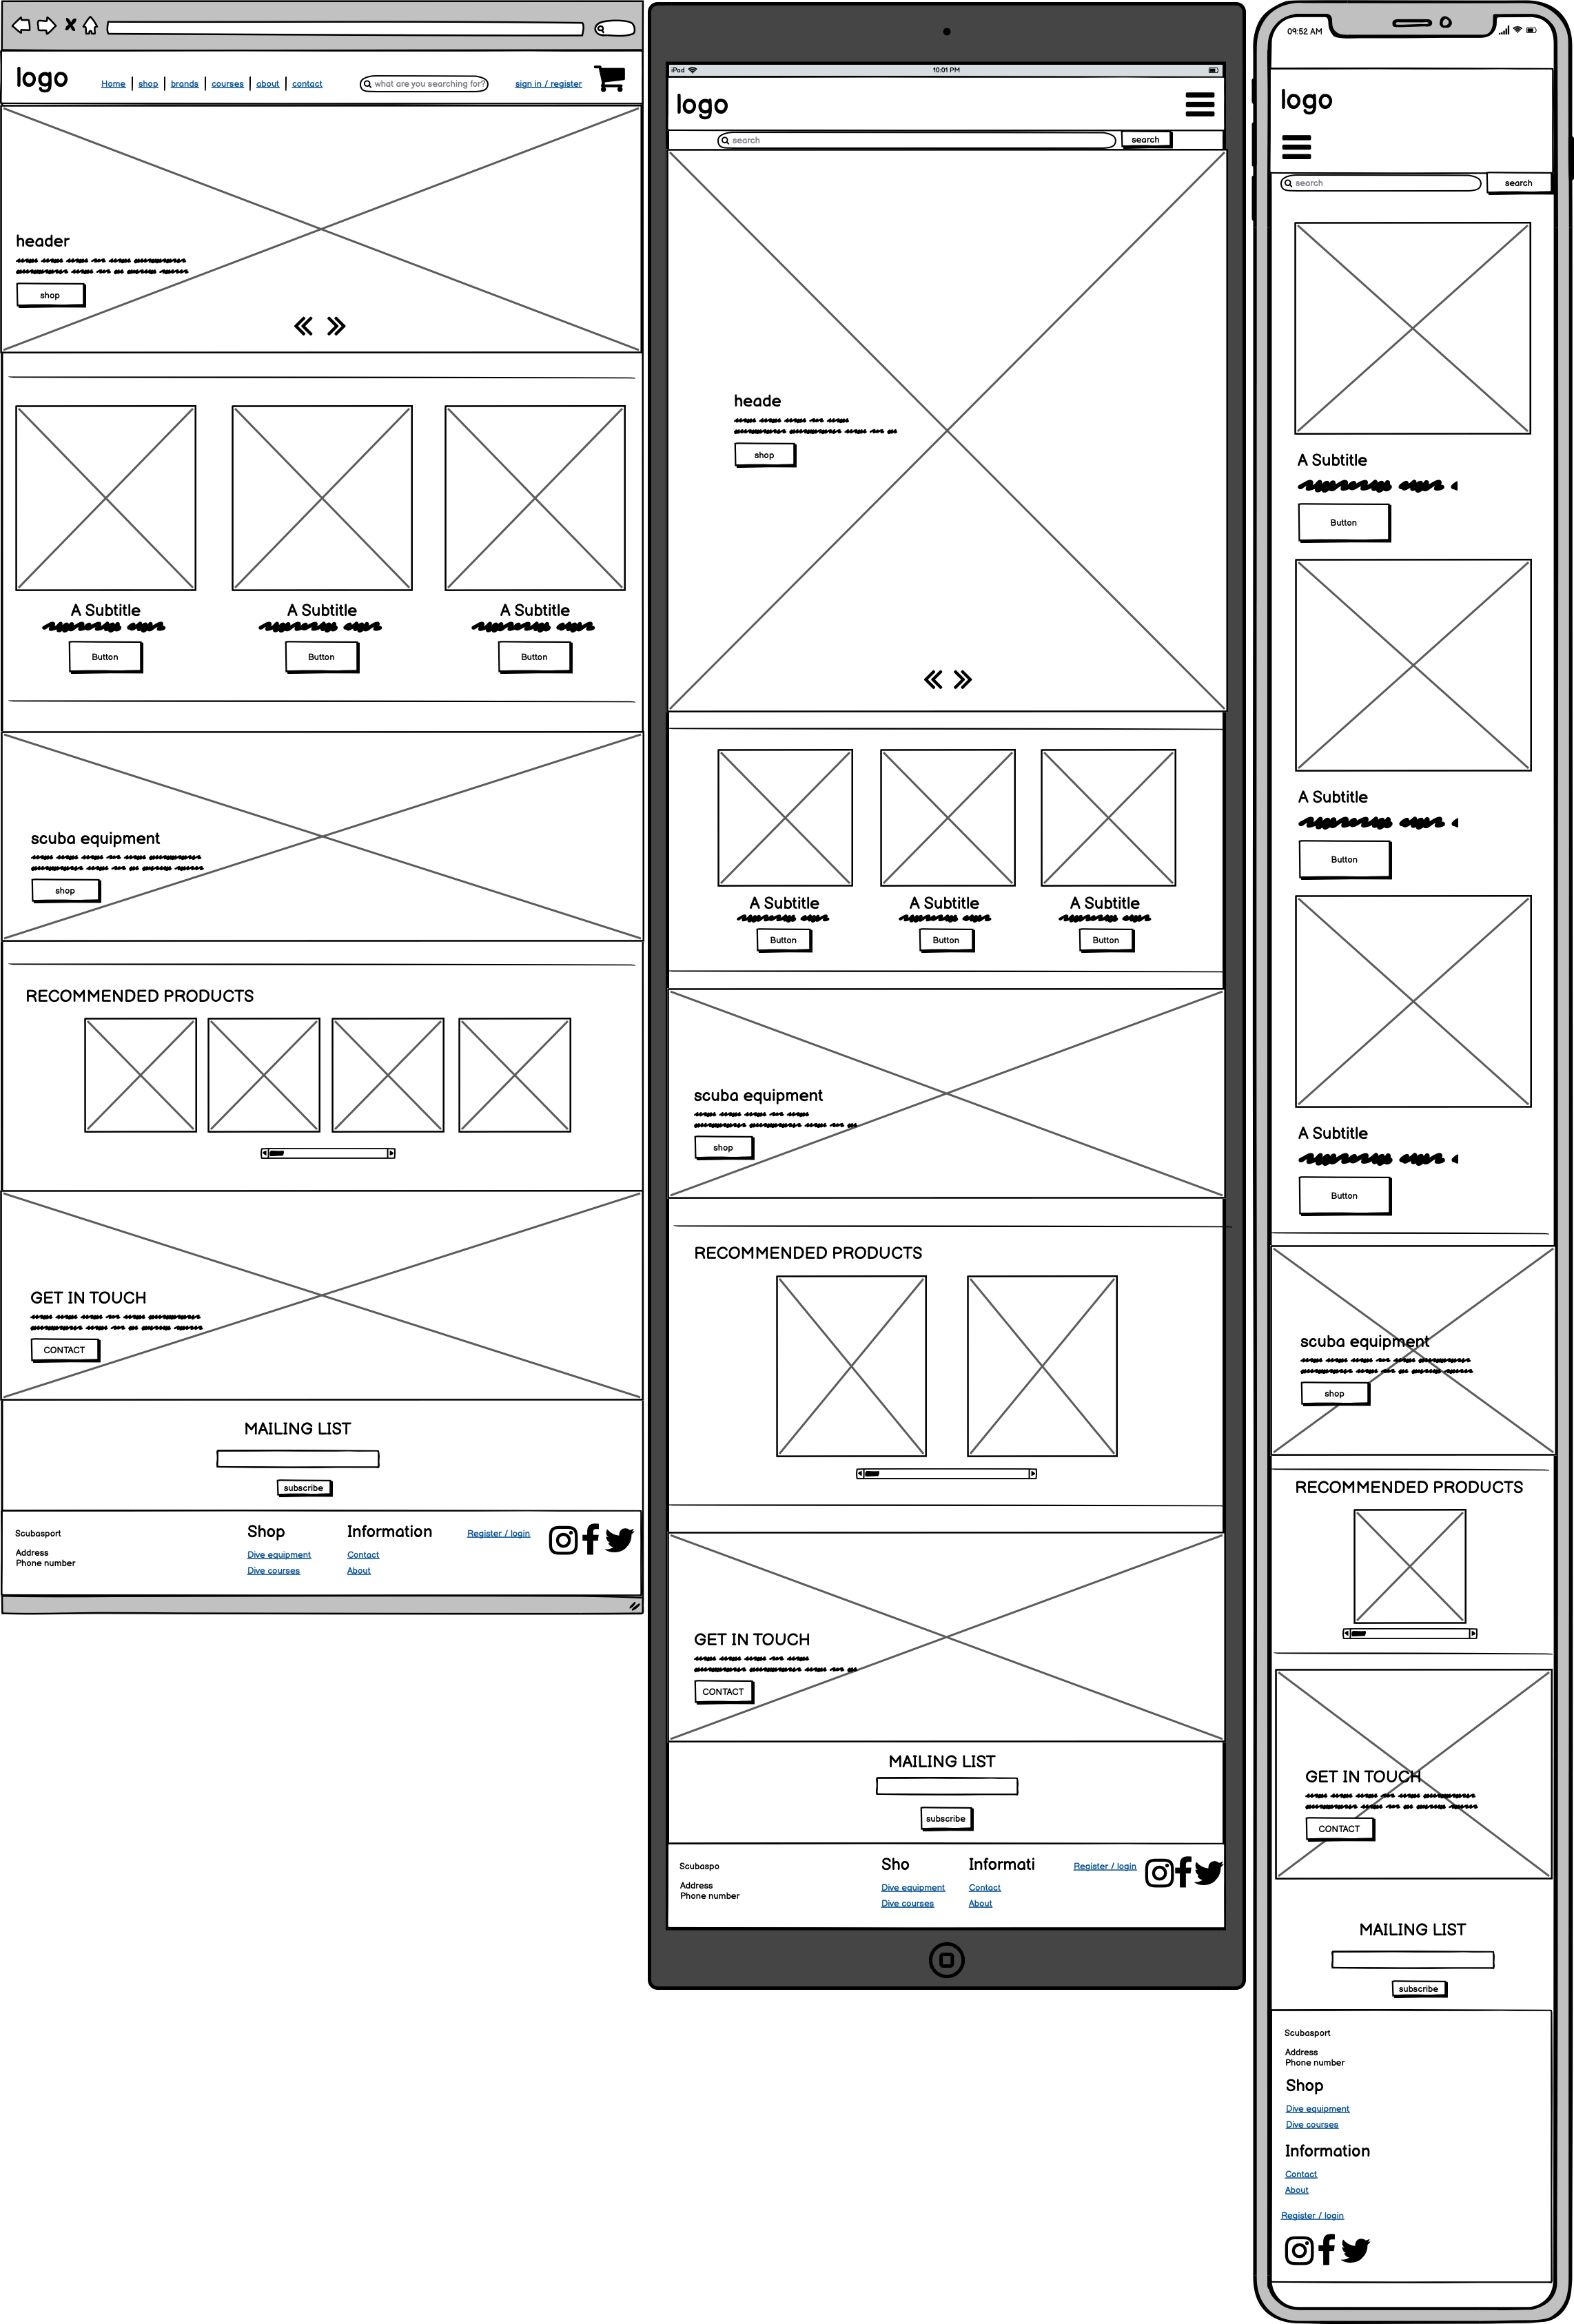 logo
Home | shop | brands | courses | about | contact
what are you searching for?
sign in / register
header
shop
A Subtitle A Subtitle A Subtitle
Button Button Button
scuba equipment
shop
RECOMMENDED PRODUCTS
GET IN TOUCH
CONTACT
MAILING LIST
subscribe
Scubasport
Address
Phone number
Shop
Dive equipment
Dive courses
Information
Contact
About
Register / login
iPad 10:01 PM
logo
search search
heade
shop
A Subtitle A Subtitle A Subtitle
Button Button Button
scuba equipment
shop
RECOMMENDED PRODUCTS
GET IN TOUCH
CONTACT
MAILING LIST
subscribe
Scubaspo
Address
Phone number
Sho
Dive equipment
Dive courses
Informati
Contact
About
Register / login
09:52 AM
logo
search search
A Subtitle
Button
A Subtitle
Button
A Subtitle
Button
scuba equipment
shop
RECOMMENDED PRODUCTS
GET IN TOUCH
CONTACT
MAILING LIST
subscribe
Scubasport
Address
Phone number
Shop
Dive equipment
Dive courses
Information
Contact
About
Register / login